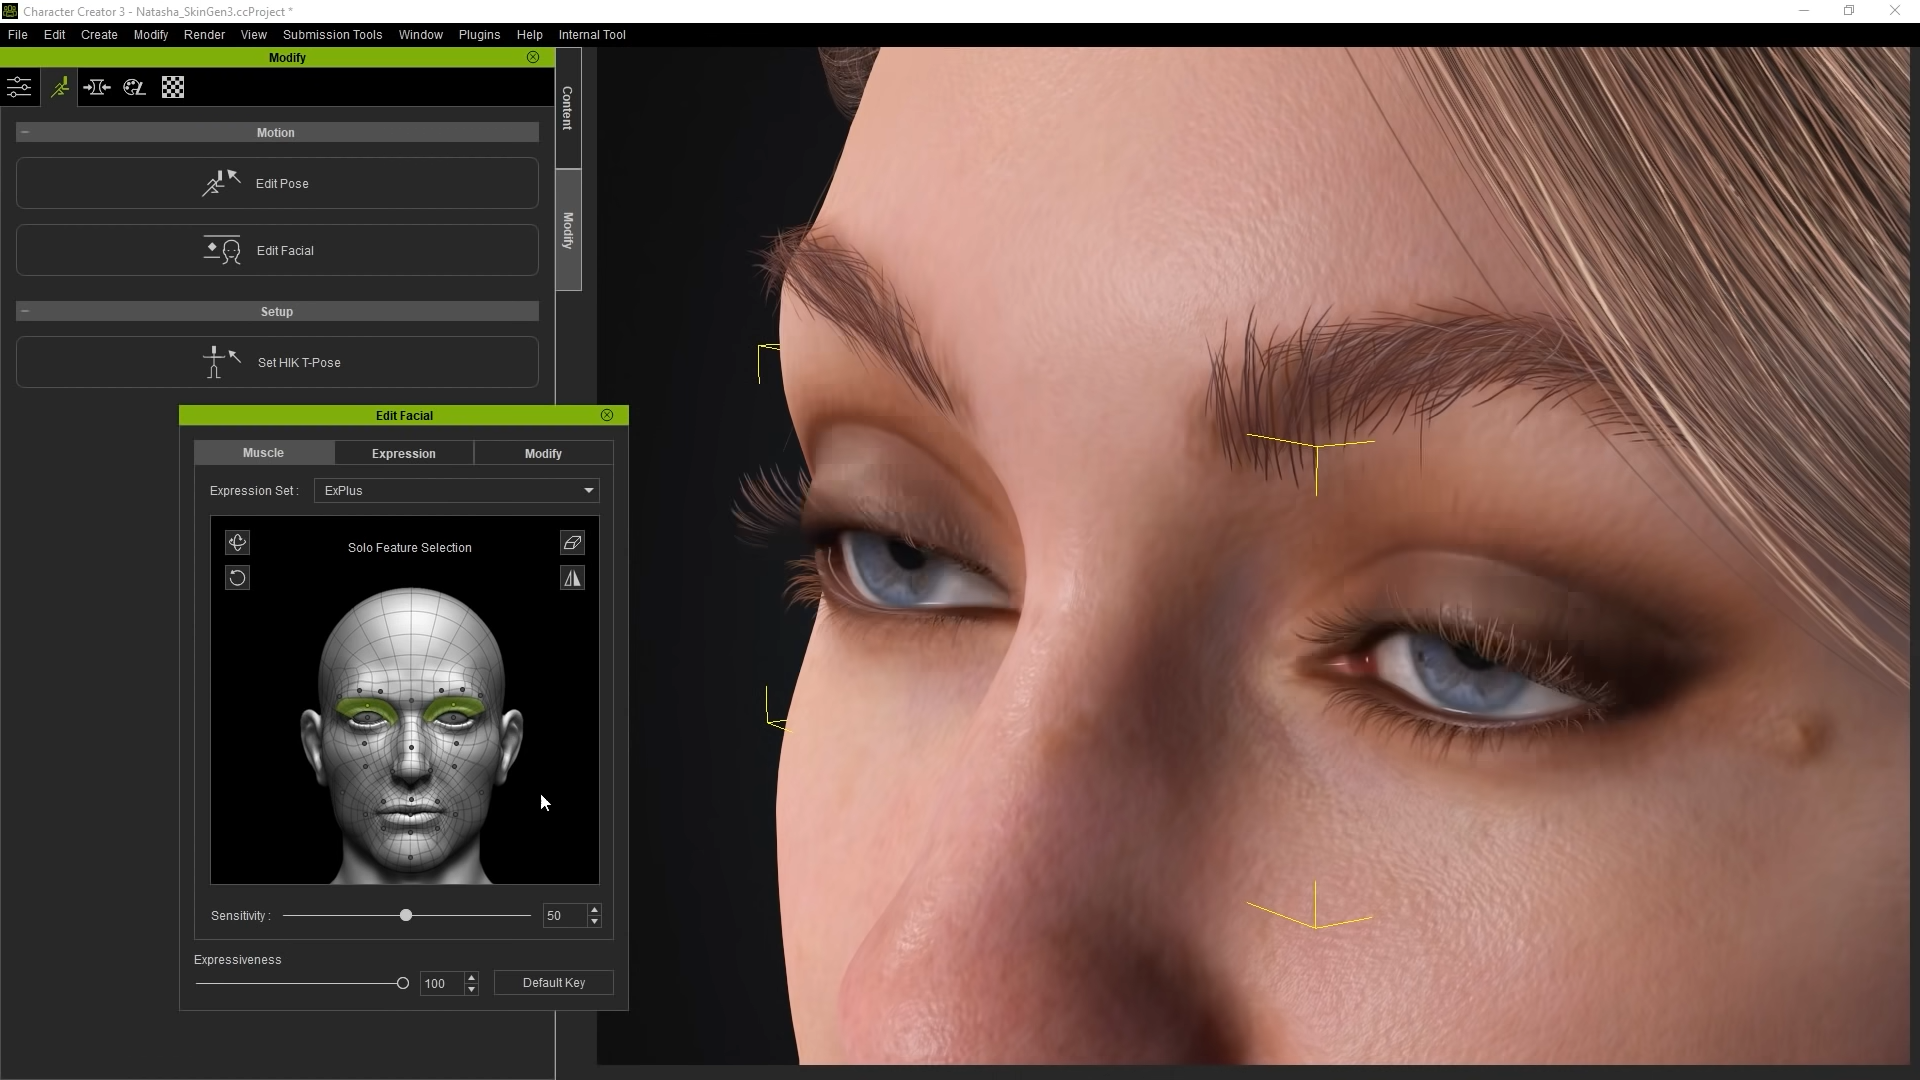 Character Creator 3 - Natasha_SkinGen3.ccProject *
File Edit Create Modify Render View Submission Tools Window Plugins Help Internal Tool
Modify
Content
Modify
Motion
Edit Pose
Edit Facial
Setup
Set HIK T-Pose
Edit Facial
Muscle Expression Modify
Expression Set : ExPlus
Solo Feature Selection
Sensitivity : 50
Expressiveness
100 Default Key